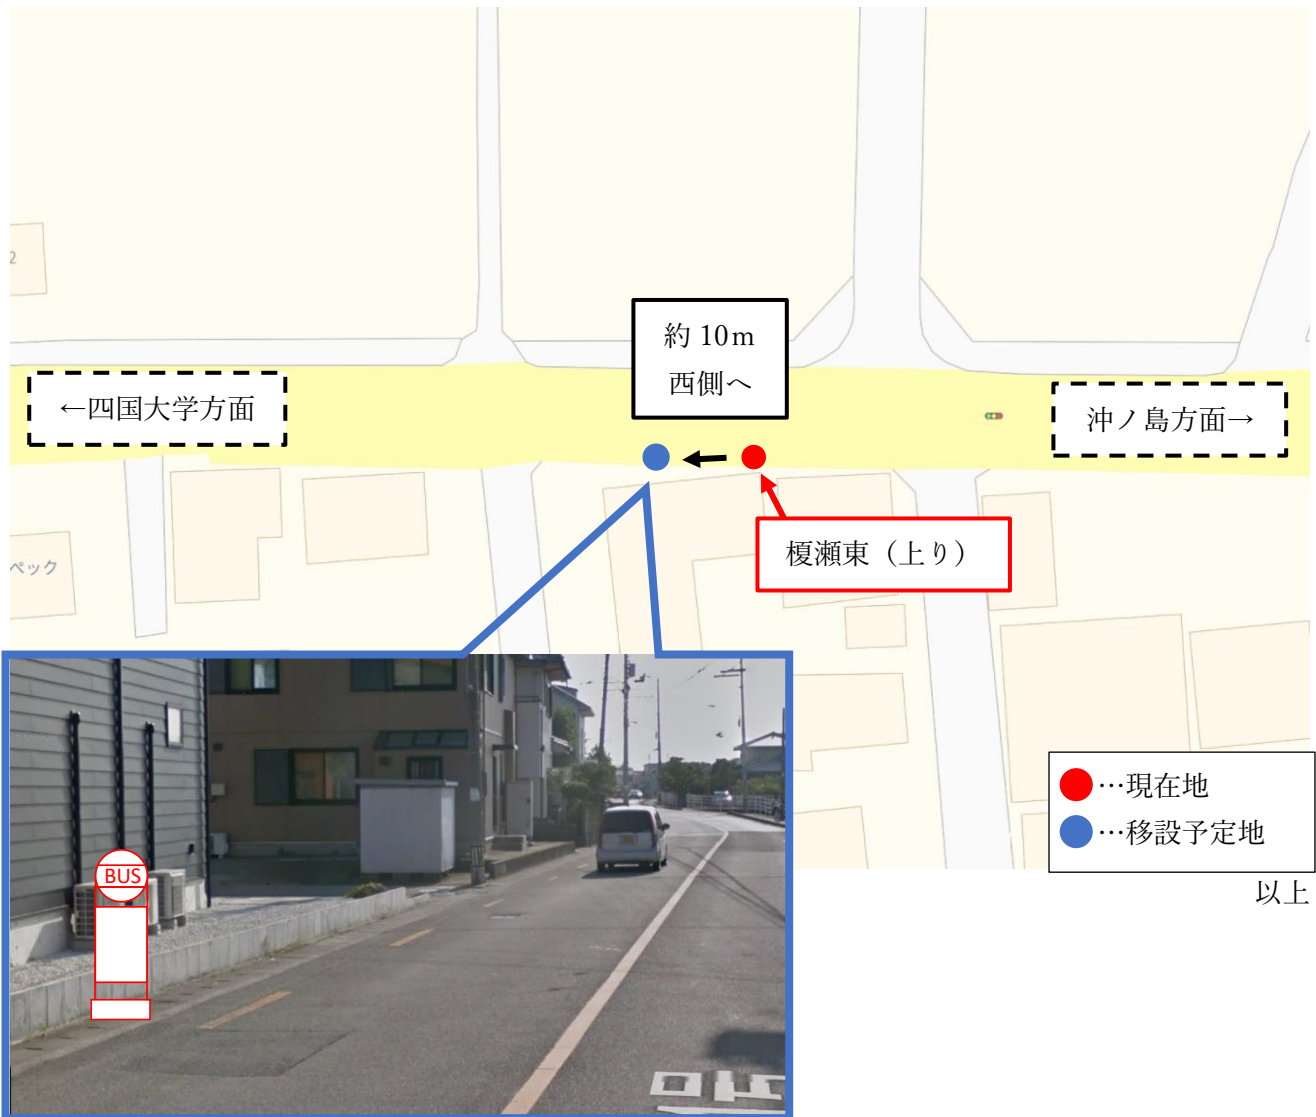 2
約 10m
西側へ
←四国大学方面
沖ノ島方面→
榎瀬東（上り）
ペック
BUS
●…現在地
●…移設予定地
以上